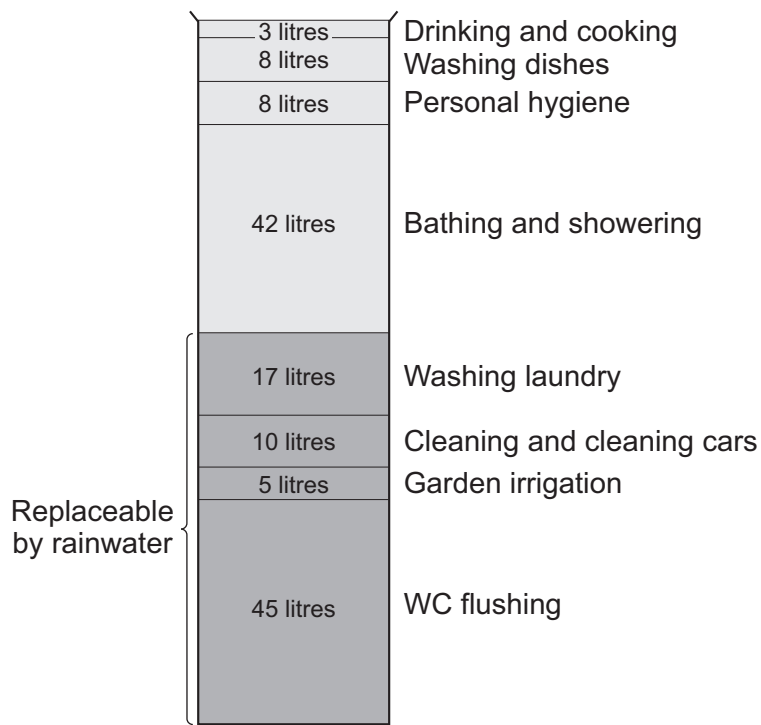 3 litres
Drinking and cooking
8 litres
Washing dishes
8 litres
Personal hygiene
42 litres
Bathing and showering
17 litres
Washing laundry
10 litres
Cleaning and cleaning cars
5 litres
Garden irrigation
Replaceable
by rainwater
45 litres
WC flushing